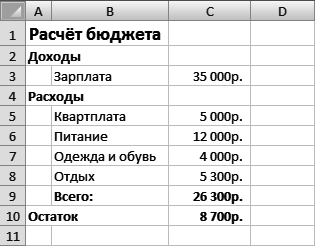 A B C D
1 Расчёт бюджета
2 Доходы
3 Зарплата 35 000р.
4 Расходы
5 Квартплата 5 000р.
6 Питание 12 000р.
7 Одежда и обувь 4 000р.
8 Отдых 5 300р.
9 Всего: 26 300р.
10 Остаток 8 700р.
11